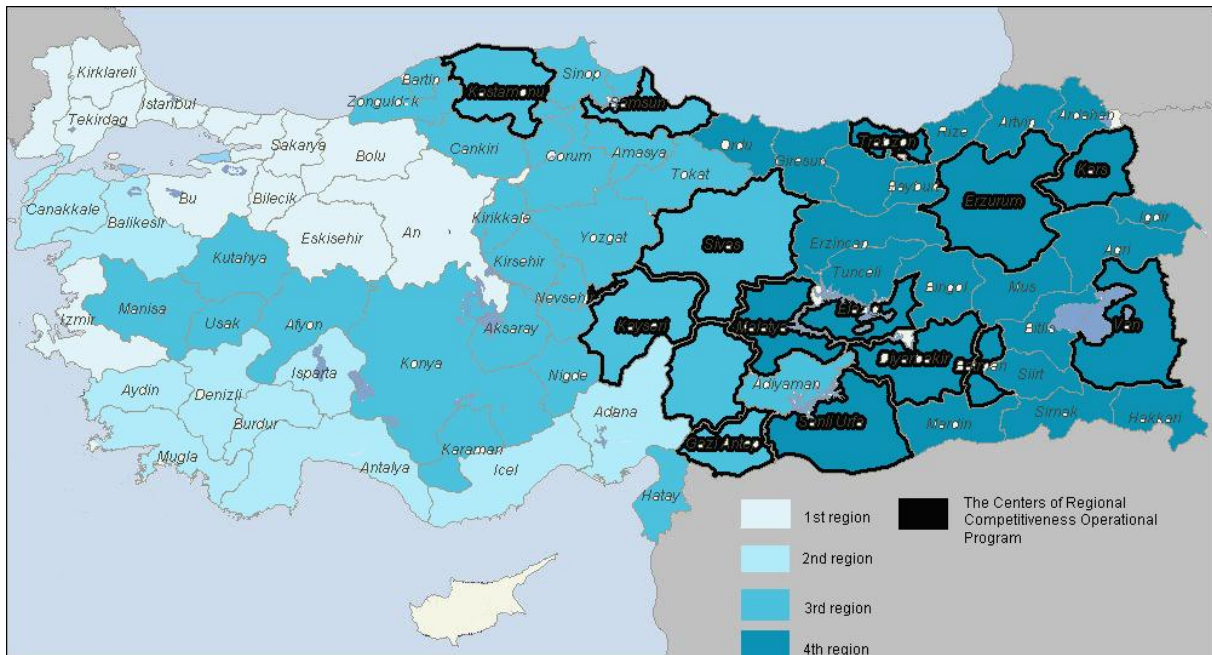 Kirklareli
Istanbul
Tekirdag
Sakarya
Bolu
Bilecik
Bu
Eskisehir
An
Canakkale
Balikesir
Kutahya
Manisa
Usak
Afyon
Izmir
Aydin
Denizli
Isparta
Burdur
Mugla
Antalya
Konya
Karaman
Icel
Adana
Hatay
Bartin
Zonguldak
Kastamonu
Sinop
Samsun
Cankiri
Corum
Amasya
Tokat
Kirikkale
Yozgat
Kirsehir
Nevsehir
Aksaray
Nigde
Kayseri
Sivas
Ordu
Giresun
Trabzon
Rize
Artvin
Ardahan
Kars
Bayburt
Erzurum
Igdir
Agri
Erzincan
Tunceli
Bingol
Mus
Bitlis
Van
Malatya
Elazig
Diyarbakir
Batman
Siirt
Adiyaman
Sanli Urfa
Gazi Antep
Mardin
Sirnak
Hakkari
1st region
2nd region
3rd region
4th region
The Centers of Regional
Competitiveness Operational
Program